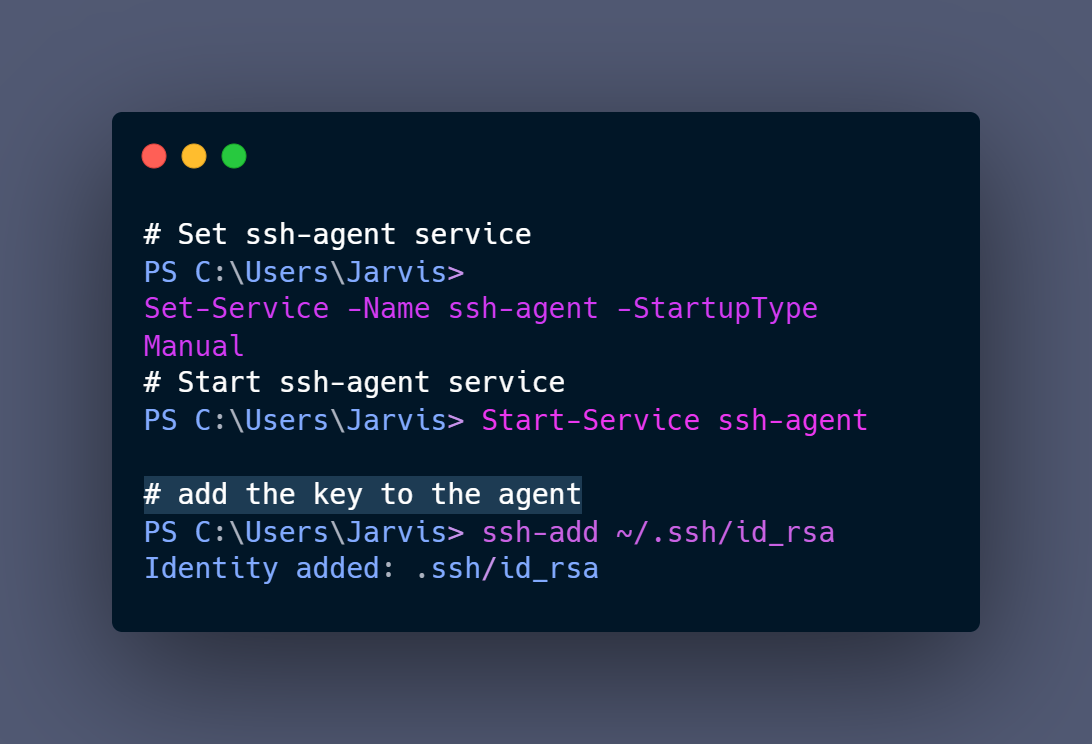 # Set ssh-agent service
PS C:\Users\Jarvis>
Set-Service -Name ssh-agent -StartupType
Manual
# Start ssh-agent service
PS C:\Users\Jarvis> Start-Service ssh-agent
# add the key to the agent
PS C:\Users\Jarvis> ssh-add ~/.ssh/id_rsa
Identity added: .ssh/id_rsa